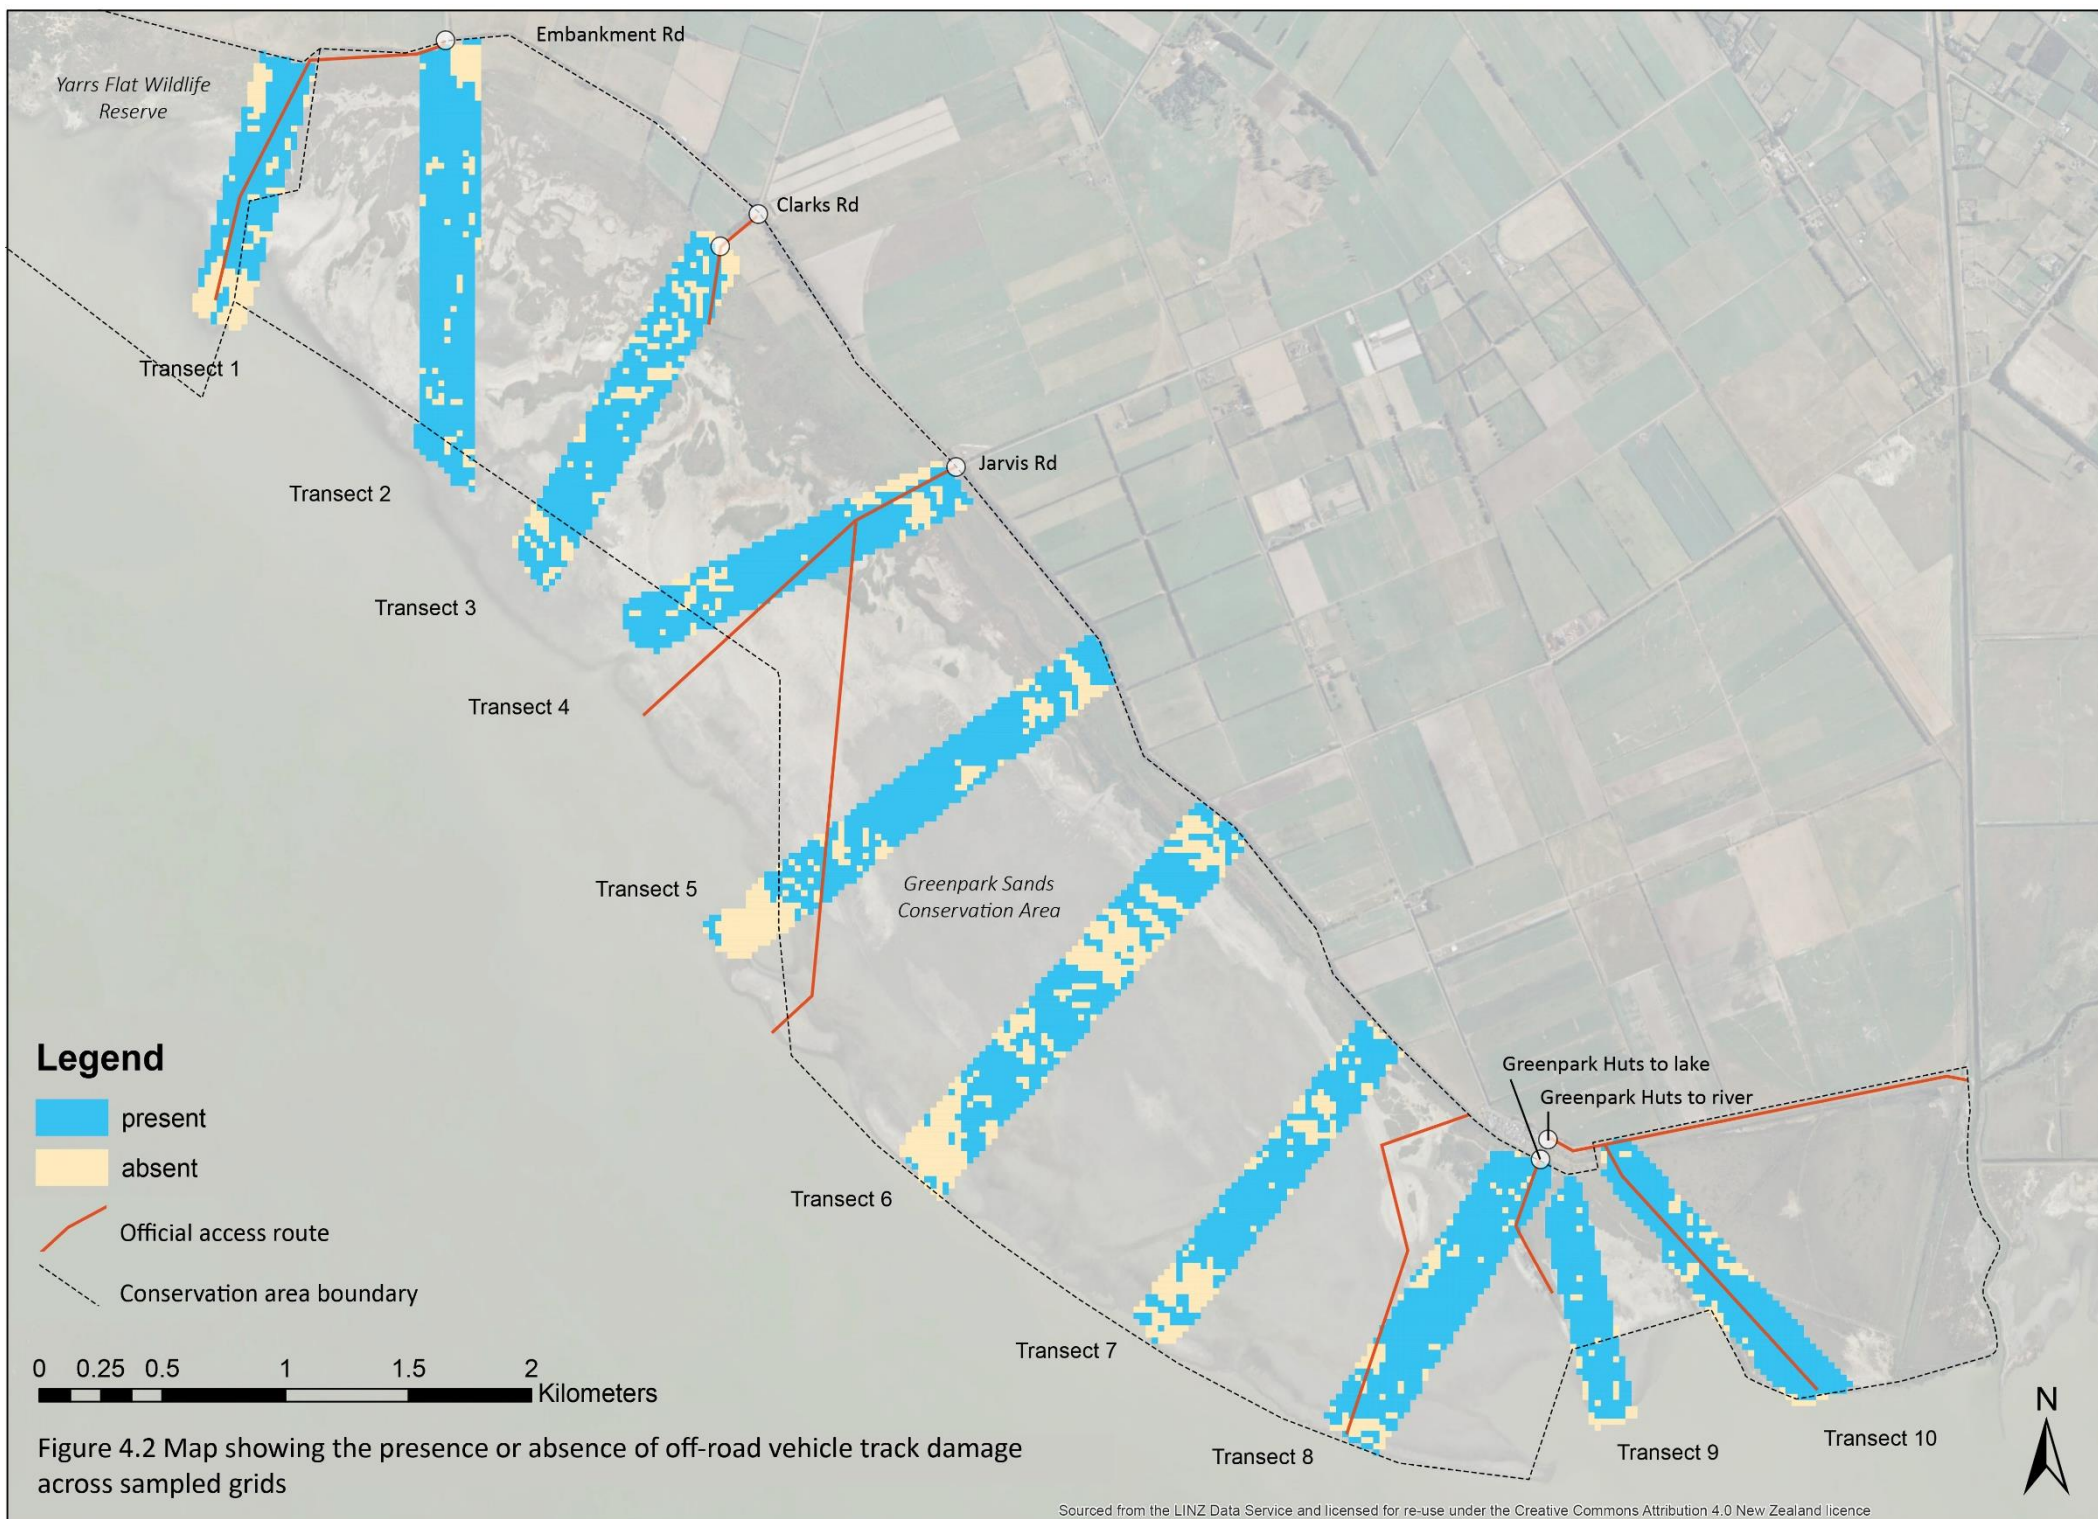 Embankment Rd
Yarrs Flat Wildlife
Reserve
Clarks Rd
Transect 1
Jarvis Rd
Transect 2
Transect 3
Transect 4
Transect 5
Greenpark Sands
Conservation Area
Legend
present
absent
Official access route
Conservation area boundary
Greenpark Huts to lake
Greenpark Huts to river
Transect 6
Transect 7
Transect 8
Transect 9
Transect 10
0 0.25 0.5 1 1.5 2
Kilometers
N
Figure 4.2 Map showing the presence or absence of off-road vehicle track damage
across sampled grids
Sourced from the LINZ Data Service and licensed for re-use under the Creative Commons Attribution 4.0 New Zealand licence